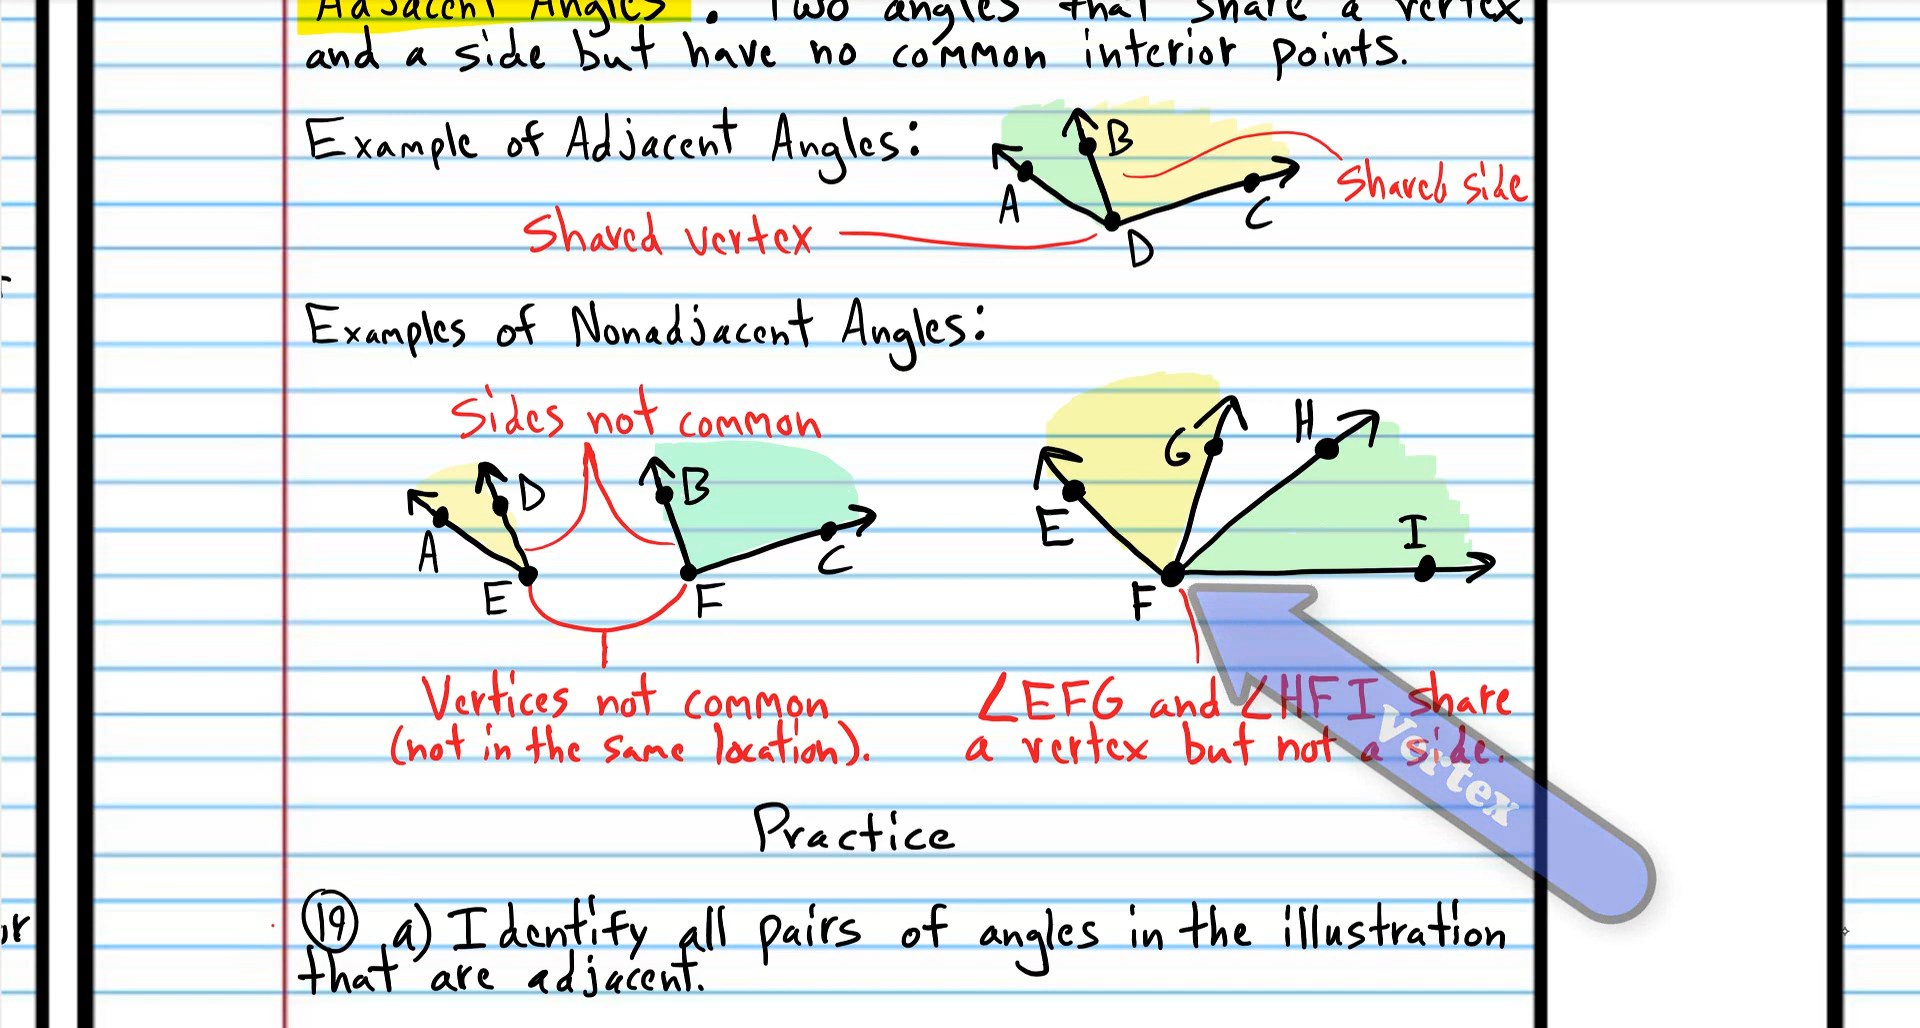 Adjacent Angles: Two angles that share a vertex
and a side but have no common interior points.
Example of Adjacent Angles:
B
A
C
D
Shared side
Shared vertex
Examples of Nonadjacent Angles:
Sides not common
A
D
E
B
C
F
G
H
E
I
F
Vertices not common
(not in the same location).
∠EFG and ∠HFI share
a vertex but not a side.
Vertex
Practice
19 a) Identify all pairs of angles in the illustration
that are adjacent.